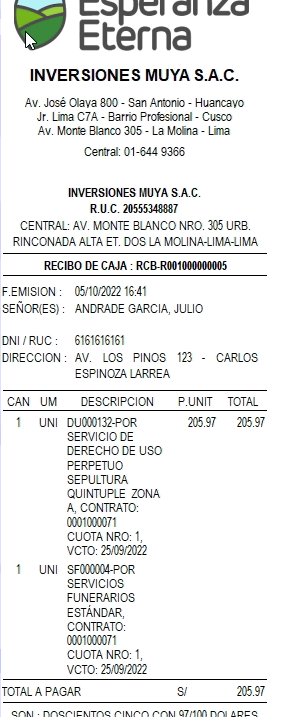 Esperanza
Eterna
INVERSIONES MUYA S.A.C.
Av. José Olaya 800 - San Antonio - Huancayo
Jr. Lima C7A - Barrio Profesional - Cusco
Av. Monte Blanco 305 - La Molina - Lima
Central: 01-644 9366
INVERSIONES MUYA S.A.C.
R.U.C. 20555348887
CENTRAL: AV. MONTE BLANCO NRO. 305 URB.
RINCONADA ALTA ET. DOS LA MOLINA-LIMA-LIMA
RECIBO DE CAJA : RCB-R001000000005
F.EMISION : 05/10/2022 16:41
SEÑOR(ES) : ANDRADE GARCIA, JULIO
DNI / RUC : 6161616161
DIRECCION : AV. LOS PINOS 123 - CARLOS
ESPINOZA LARREA
CAN UM DESCRIPCION P.UNIT TOTAL
1 UNI DU000132-POR 205.97 205.97
SERVICIO DE
DERECHO DE USO
PERPETUO
SEPULTURA
QUINTUPLE ZONA
A, CONTRATO:
0001000071
CUOTA NRO: 1,
VCTO: 25/09/2022
1 UNI SF000004-POR
SERVICIOS
FUNERARIOS
ESTÁNDAR,
CONTRATO:
0001000071
CUOTA NRO: 1,
VCTO: 25/09/2022
TOTAL A PAGAR S/ 205.97
SON : DOSCIENTOS CINCO CON 97/100 DOLARES